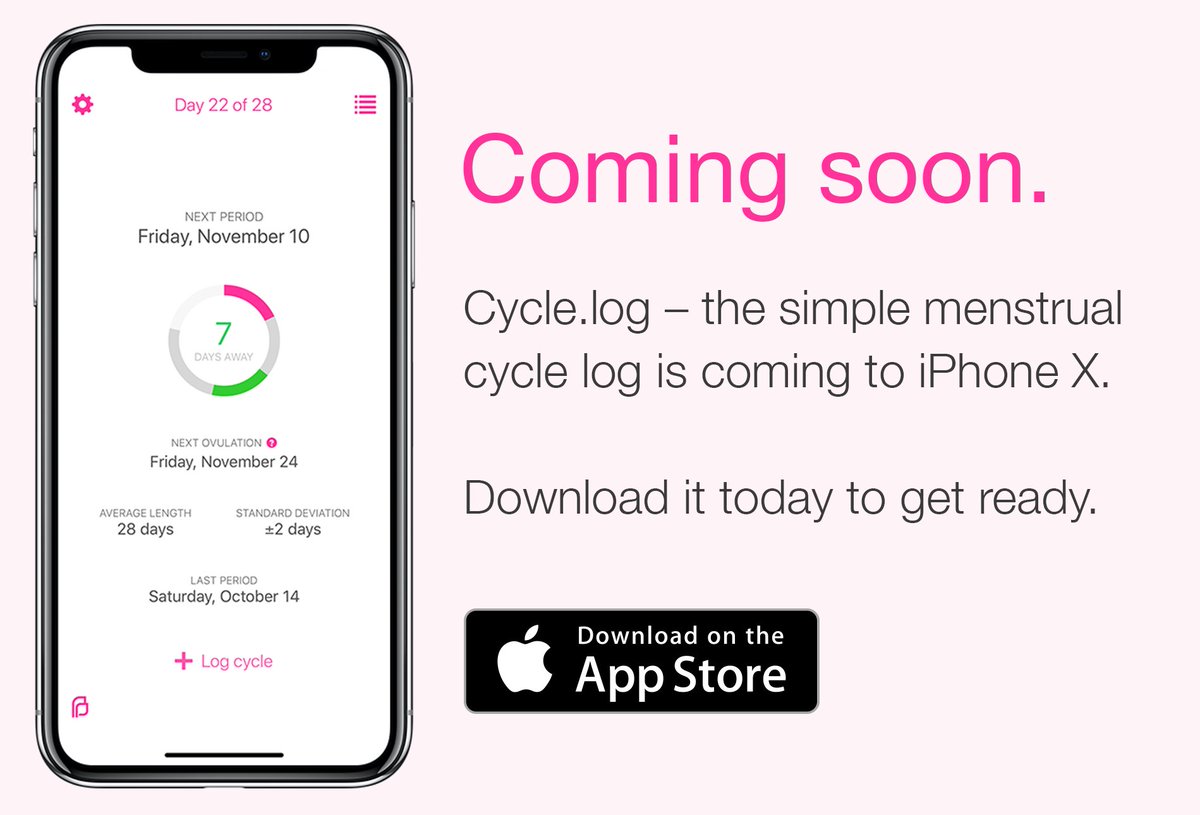 Day 22 of 28
NEXT PERIOD
Friday, November 10
7
DAYS AWAY
NEXT OVULATION ?
Friday, November 24
AVERAGE LENGTH
28 days
STANDARD DEVIATION
±2 days
LAST PERIOD
Saturday, October 14
+ Log cycle
Coming soon.
Cycle.log – the simple menstrual
cycle log is coming to iPhone X.
Download it today to get ready.
Download on the
App Store